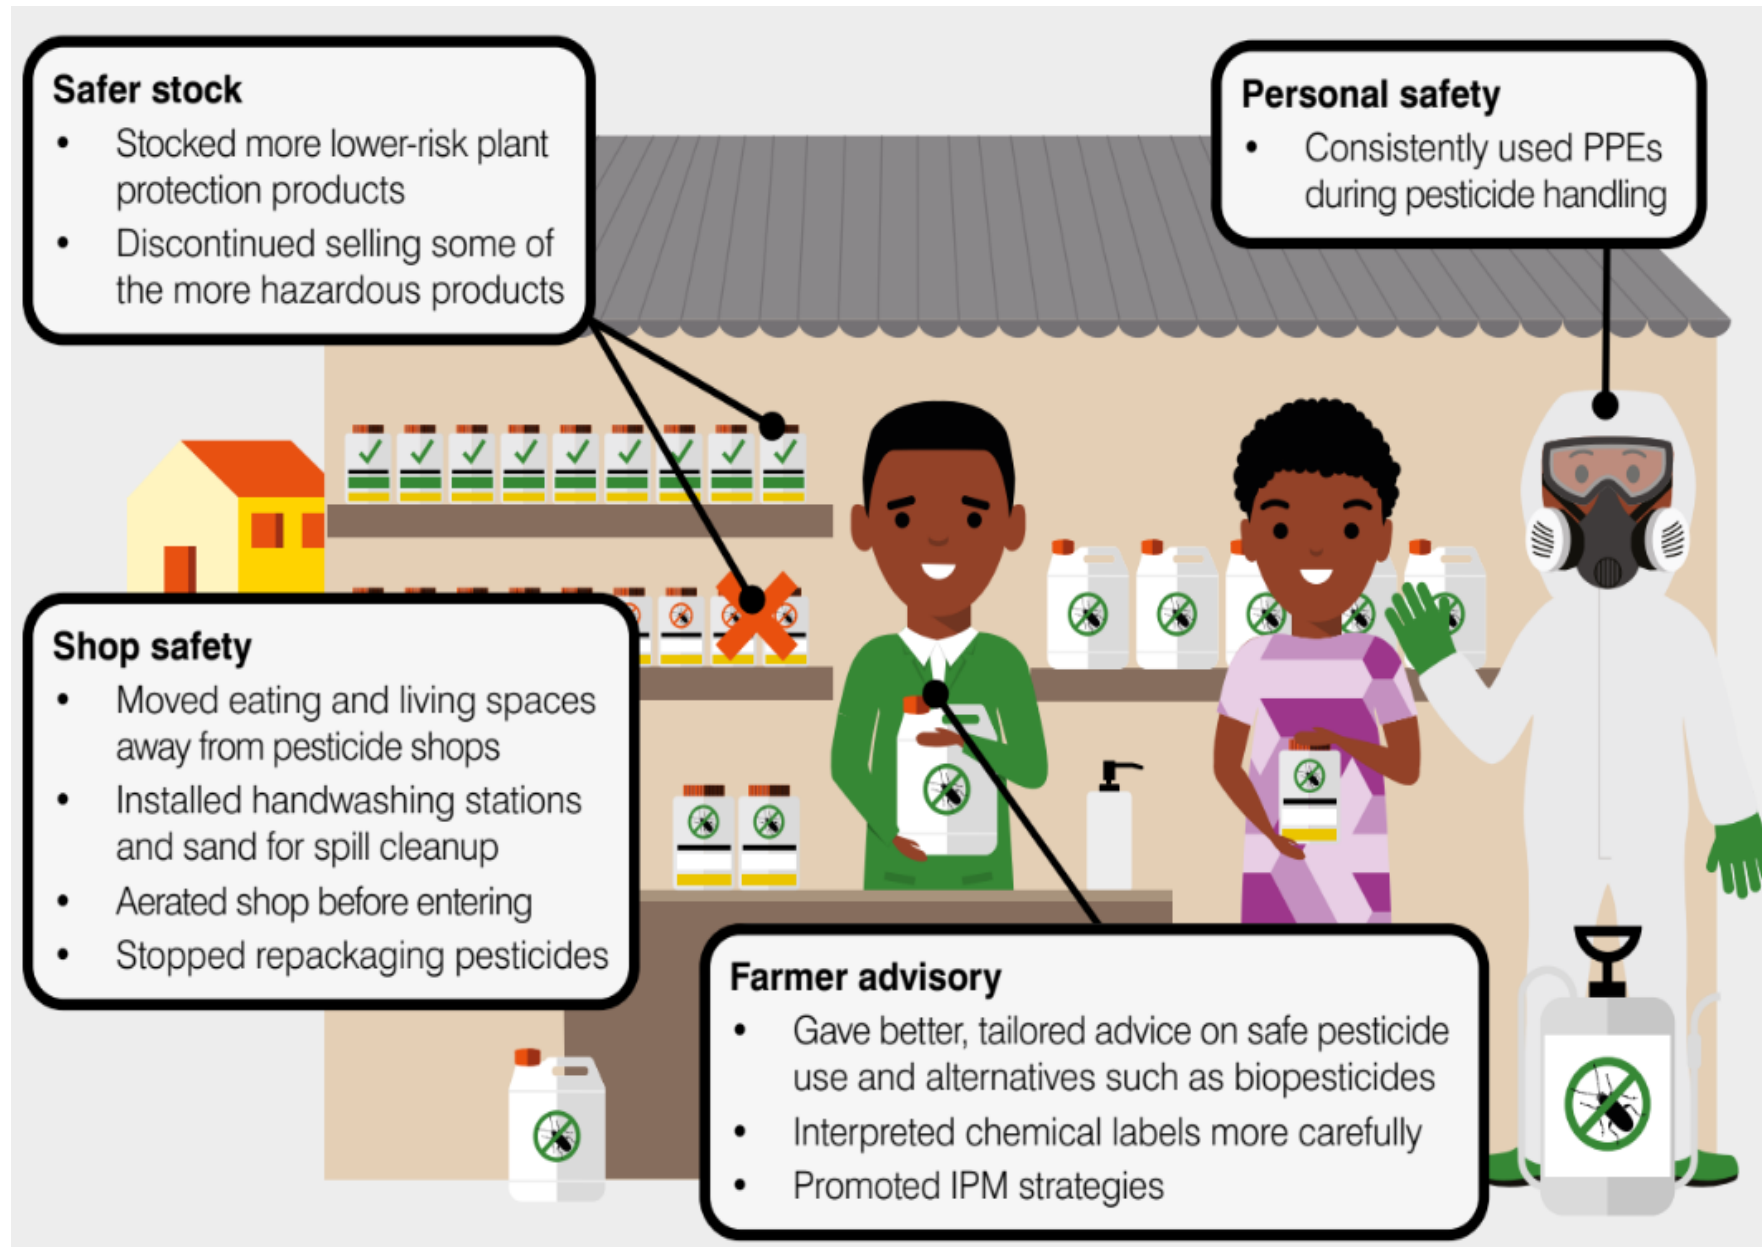 Safer stock
• Stocked more lower-risk plant
protection products
• Discontinued selling some of
the more hazardous products
Personal safety
• Consistently used PPEs
during pesticide handling
Shop safety
• Moved eating and living spaces
away from pesticide shops
• Installed handwashing stations
and sand for spill cleanup
• Aerated shop before entering
• Stopped repackaging pesticides
Farmer advisory
• Gave better, tailored advice on safe pesticide
use and alternatives such as biopesticides
• Interpreted chemical labels more carefully
• Promoted IPM strategies